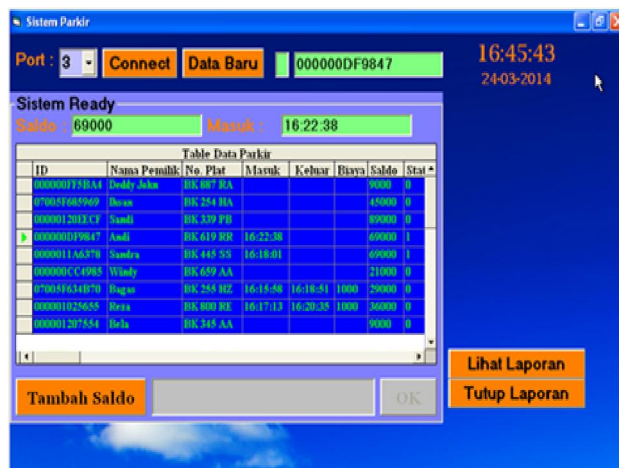 Sistem Parkir
Port : 3 Connect Data Baru 000000DF9847
16:45:43
24-03-2014
Sistem Ready
Saldo : 69000 Masuk : 16:22:38
Table Data Parkir
ID Nama Pemilik No. Plat Masuk Keluar Biaya Saldo Stat
000000FF5BA4 Deddy John BK 887 RA 9000 0
07005F685969 Ihsan BK 254 HA 45000 0
00000120EECF Sandi BK 339 PB 89000 0
000000DF9847 Andi BK 619 RR 16:22:38 69000 1
0000011A6378 Sandra BK 445 SS 16:18:01 69000 1
000000CC4985 Windy BK 659 AA 21000 0
07005F634B70 Bagas BK 255 HZ 16:15:58 16:18:51 1000 29000 0
000001025655 Reza BK 800 RE 16:17:13 16:20:35 1000 36000 0
000001207554 Bela BK 345 AA 9000 0
Tambah Saldo OK
Lihat Laporan
Tutup Laporan